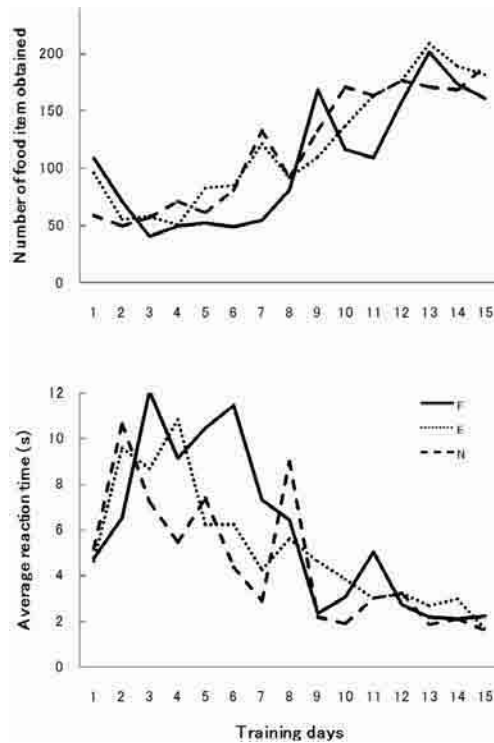 Number of food item obtained
200
150
100
50
0
1 2 3 4 5 6 7 8 9 10 11 12 13 14 15
Average reaction time (s)
12
10
8
6
4
2
0
F
E
N
1 2 3 4 5 6 7 8 9 10 11 12 13 14 15
Training days